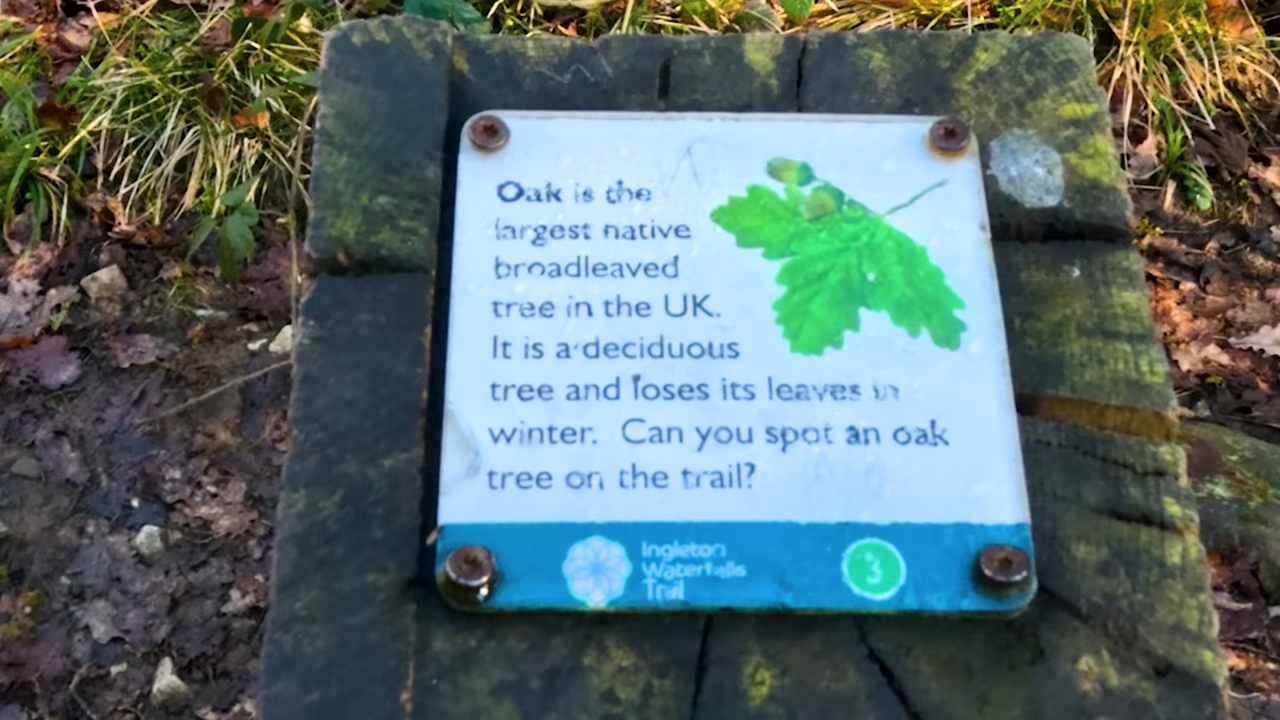 Oak is the
largest native
broadleaved
tree in the UK.
It is a deciduous
tree and loses its leaves in
winter. Can you spot an oak
tree on the trail?
Ingleton
Waterfalls
Trail
3